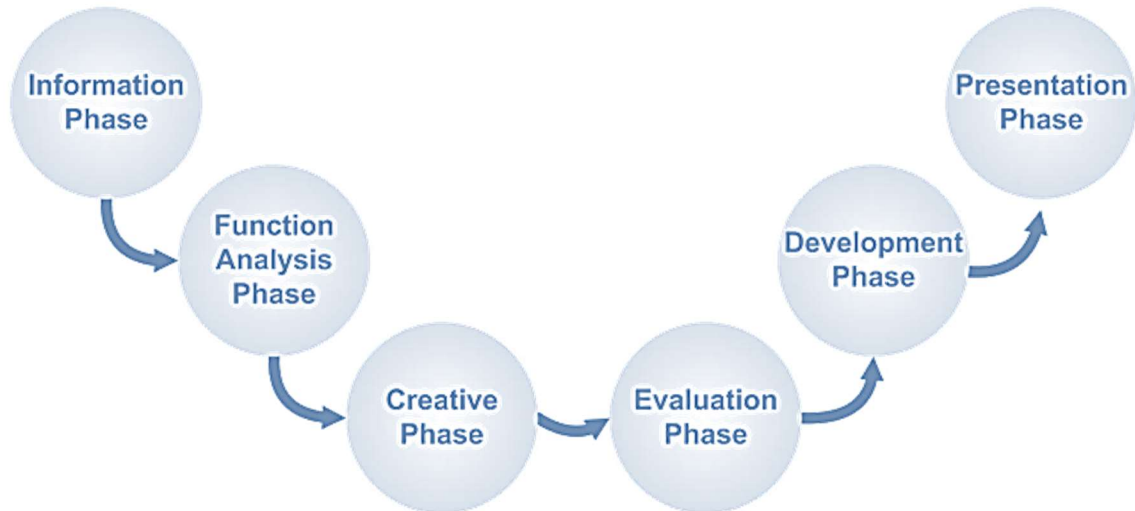 Information
Phase
Function
Analysis
Phase
Creative
Phase
Evaluation
Phase
Development
Phase
Presentation
Phase